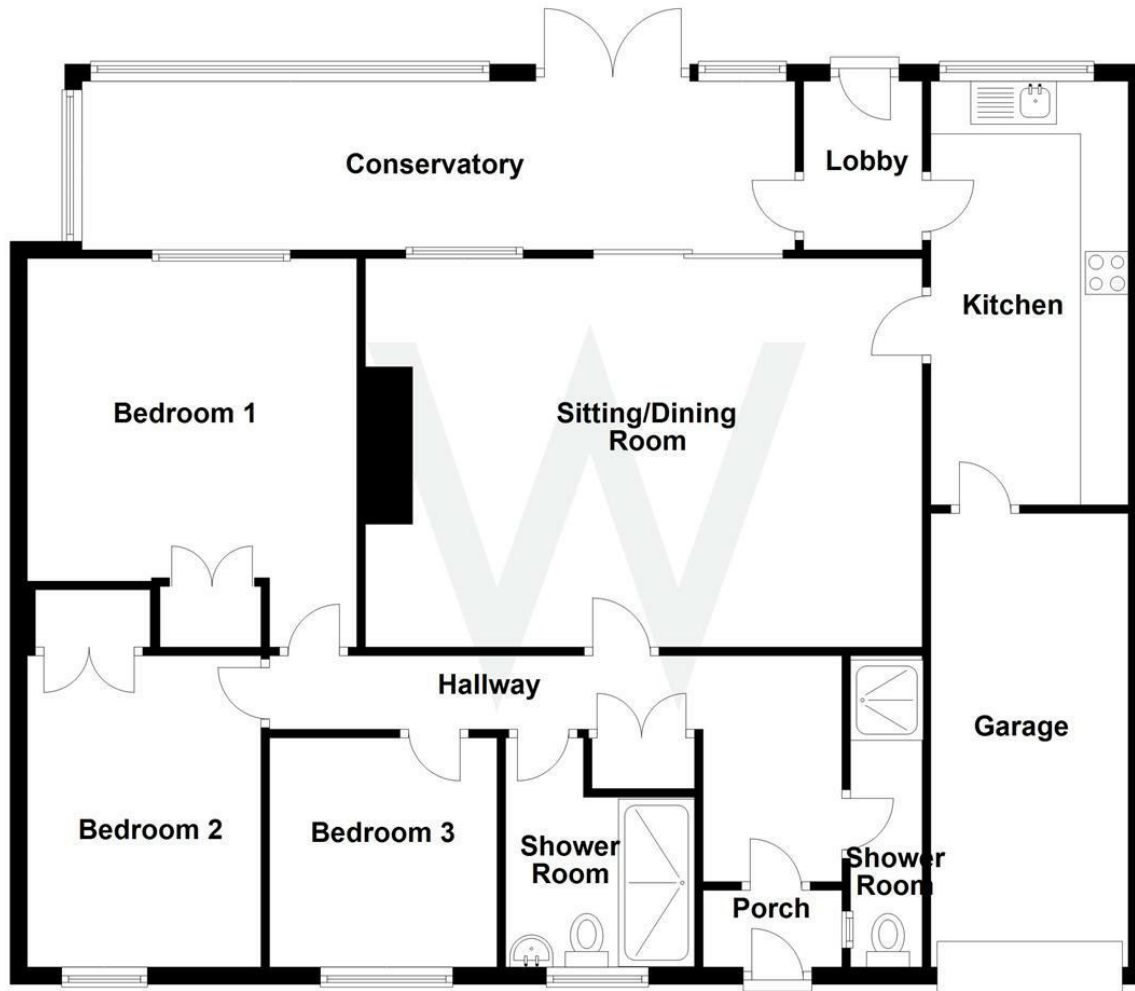 Conservatory
Lobby
Kitchen
Bedroom 1
Sitting/Dining
Room
W
Hallway
Garage
Bedroom 2
Bedroom 3
Shower
Room
Shower
Room
Porch